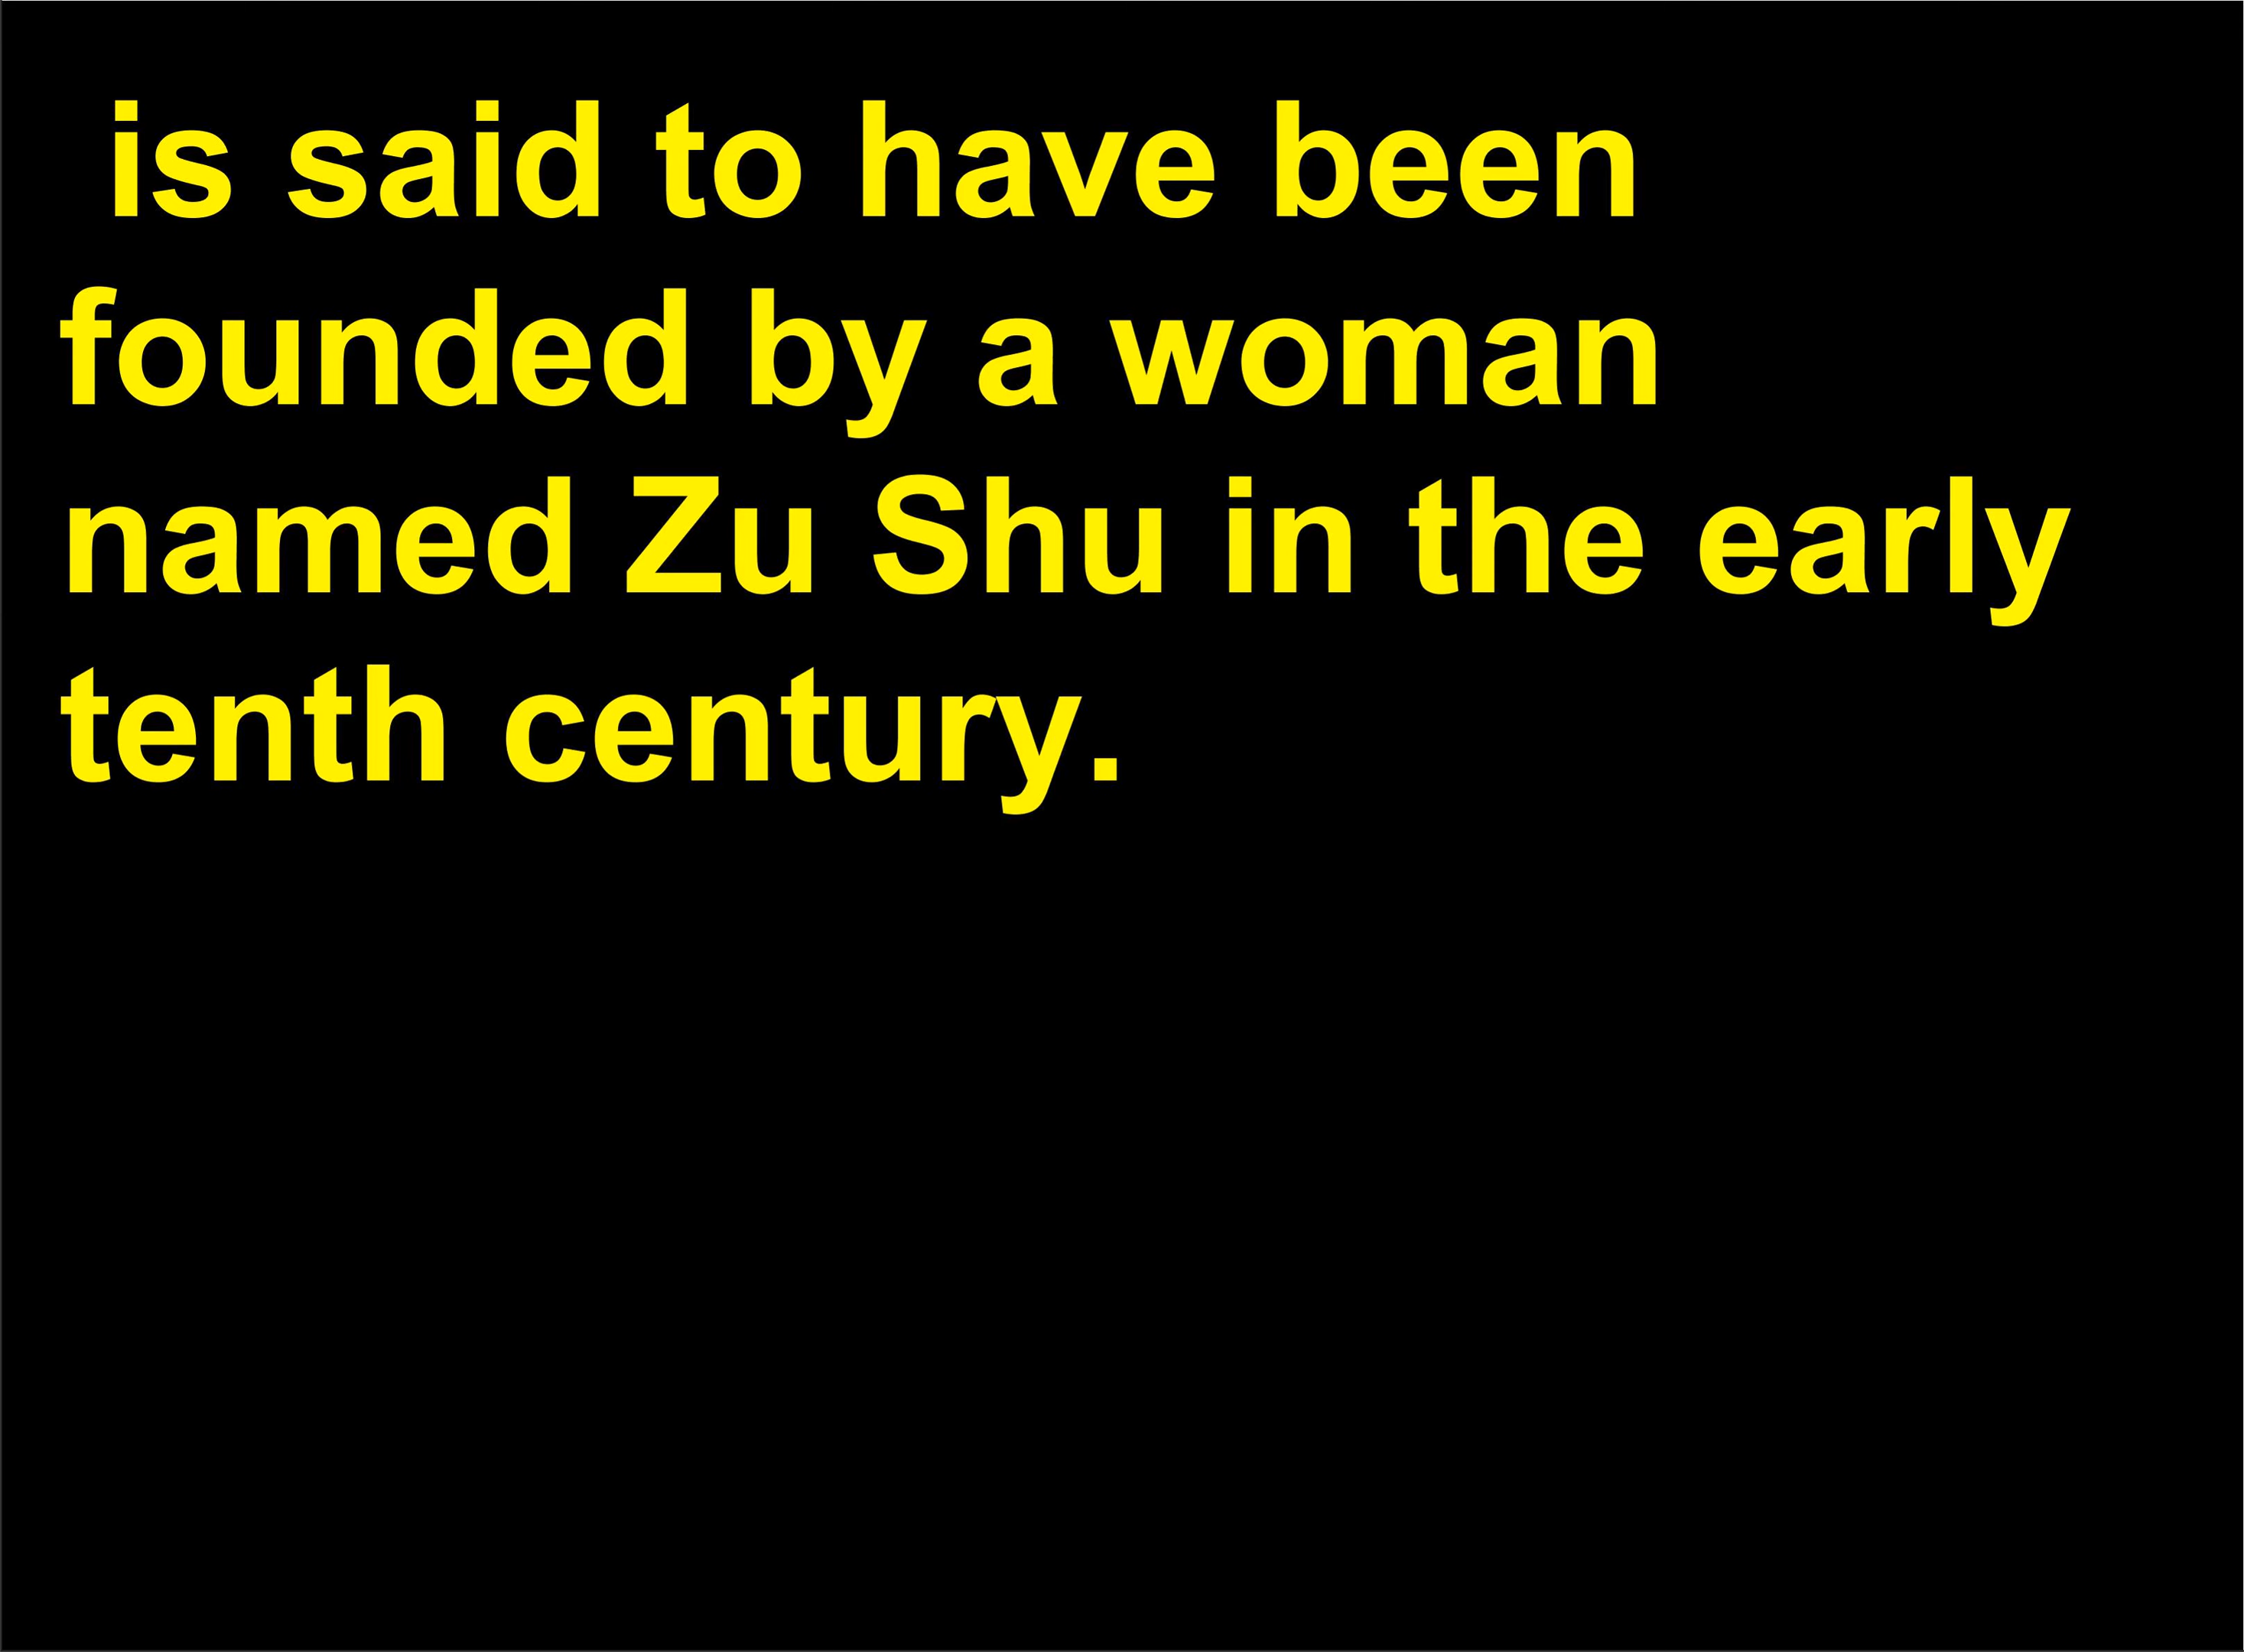 is said to have been
founded by a woman
named Zu Shu in the early
tenth century.